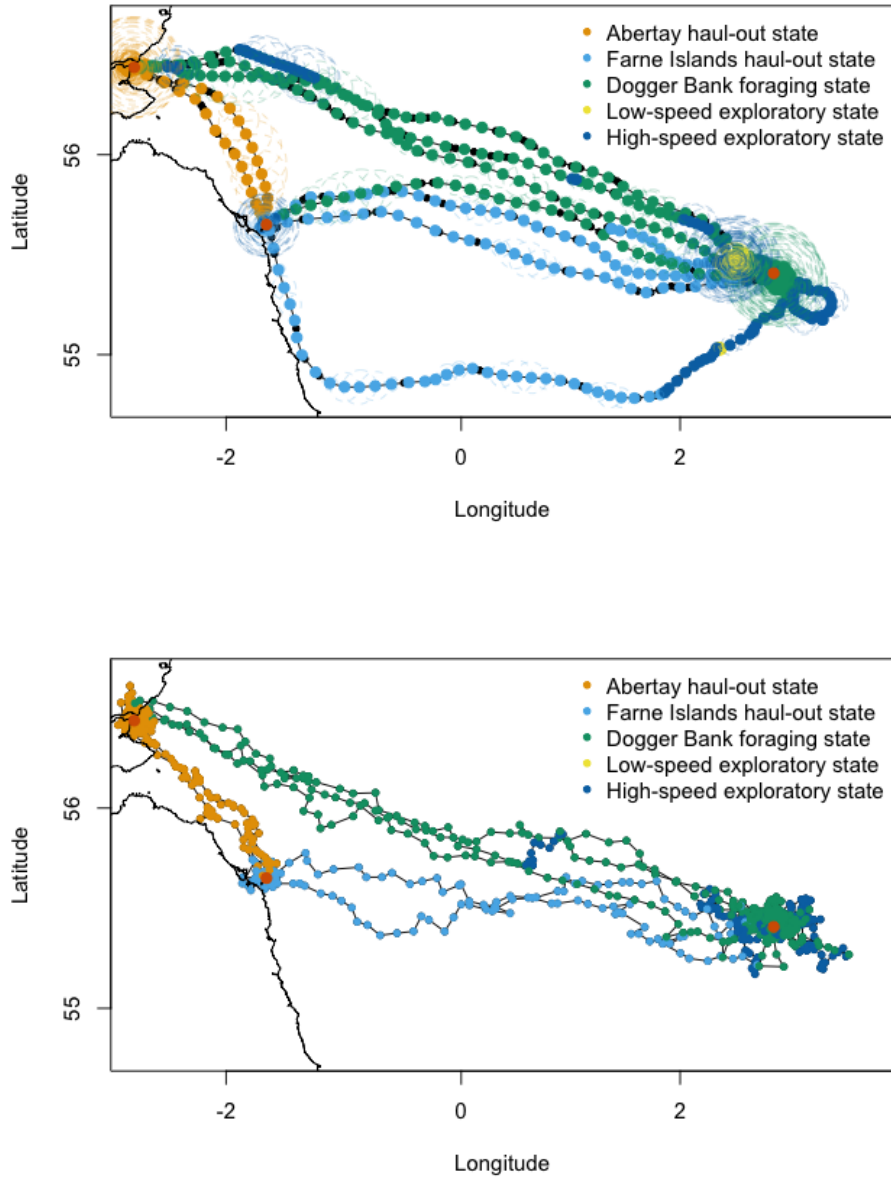 Abertay haul-out state
Farne Islands haul-out state
Dogger Bank foraging state
Low-speed exploratory state
High-speed exploratory state
56
55
Latitude
-2
0
2
Longitude
Abertay haul-out state
Farne Islands haul-out state
Dogger Bank foraging state
Low-speed exploratory state
High-speed exploratory state
56
55
Latitude
-2
0
2
Longitude